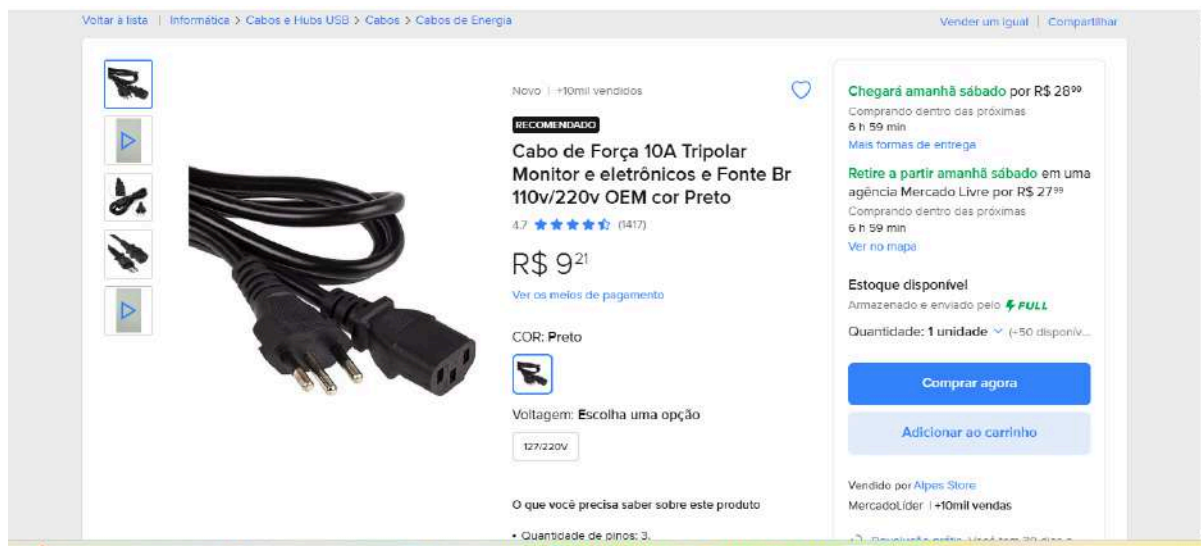 Voltar à lista | Informática > Cabos e Hubs USB > Cabos > Cabos de Energia
Vender um igual | Compartilhar
Novo | +10mil vendidos
RECOMENDADO
Cabo de Força 10A Tripolar
Monitor e eletrônicos e Fonte Br
110v/220v OEM cor Preto
4.7 (1417)
R$ 9²¹
Ver os meios de pagamento
COR: Preto
Voltagem: Escolha uma opção
127/220V
O que você precisa saber sobre este produto
• Quantidade de pinos: 3.
Chegará amanhã sábado por R$ 28⁹⁹
Comprando dentro das próximas
6 h 59 min
Mais formas de entrega
Retire a partir amanhã sábado em uma
agência Mercado Livre por R$ 27⁹⁹
Comprando dentro das próximas
6 h 59 min
Ver no mapa
Estoque disponível
Armazenado e enviado pelo FULL
Quantidade: 1 unidade (+50 disponív...
Comprar agora
Adicionar ao carrinho
Vendido por Alpes Store
MercadoLíder | +10mil vendas